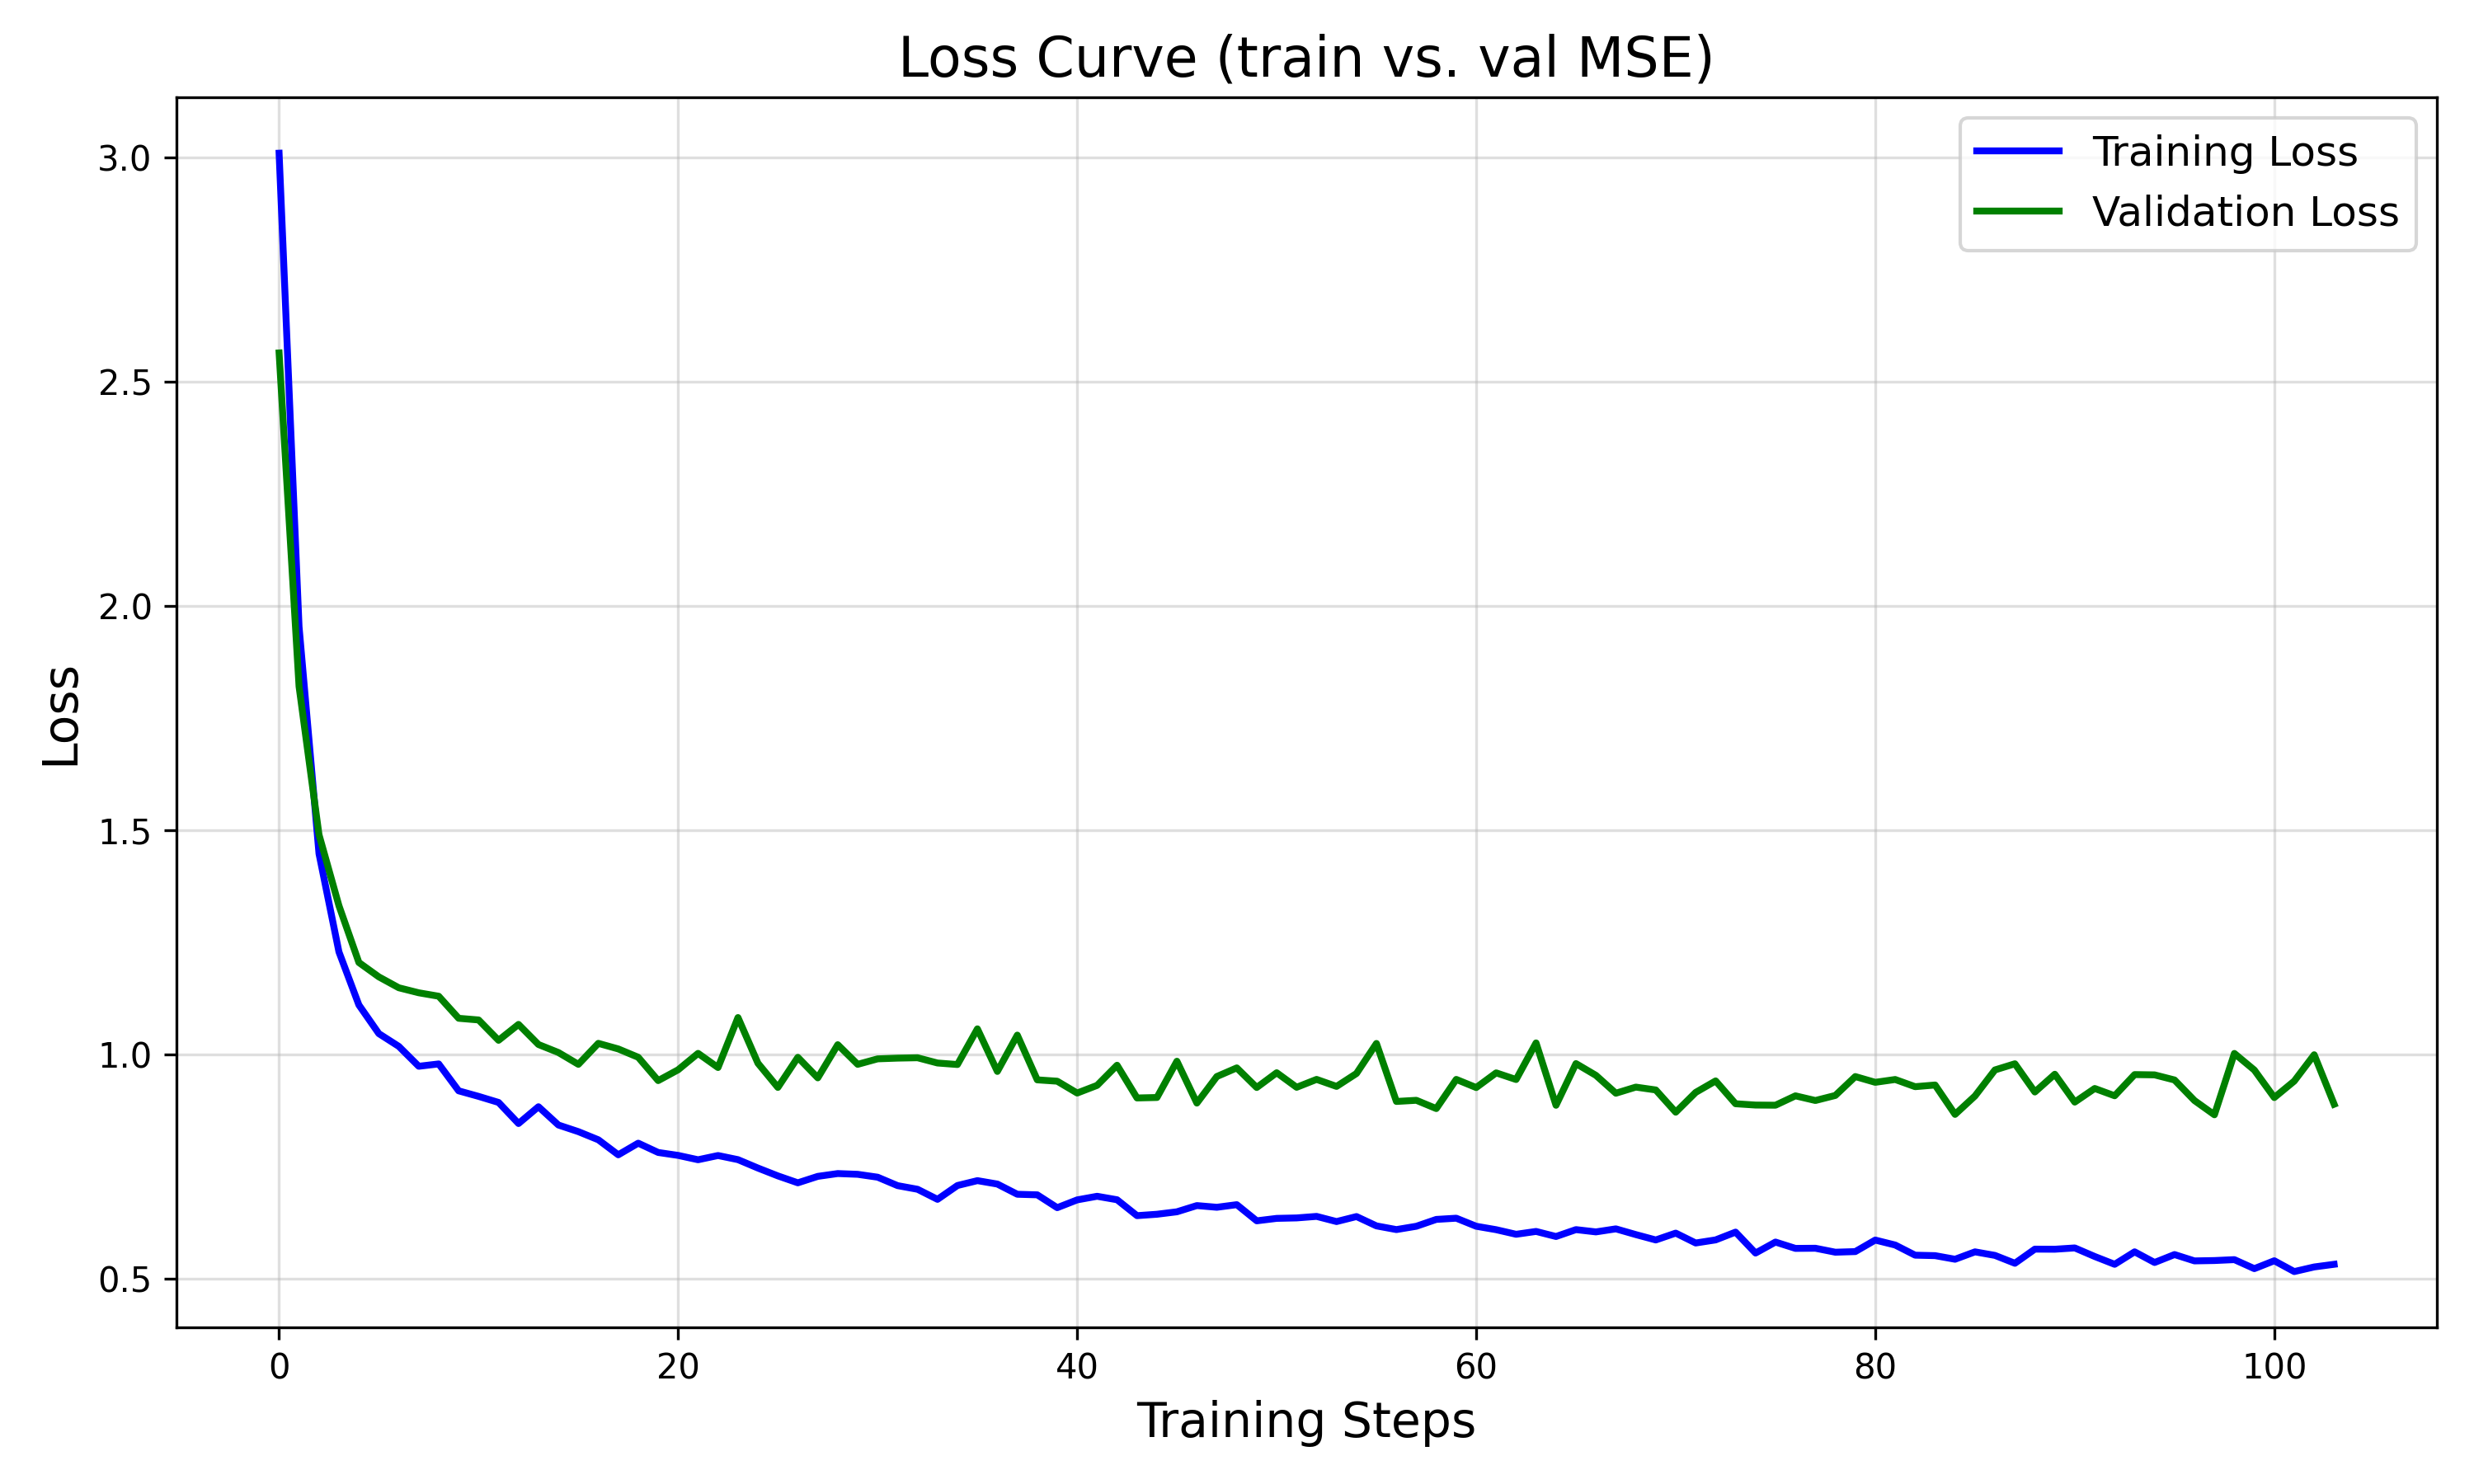 Loss Curve (train vs. val MSE)
Training Loss
Validation Loss
3.0
2.5
2.0
1.5
1.0
0.5
Loss
0 20 40 60 80 100
Training Steps